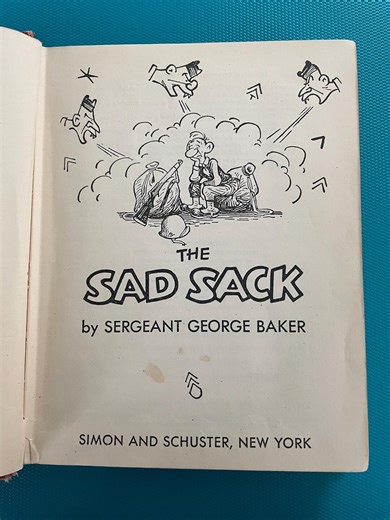 THE
SAD SACK
by SERGEANT GEORGE BAKER
SIMON AND SCHUSTER, NEW YORK